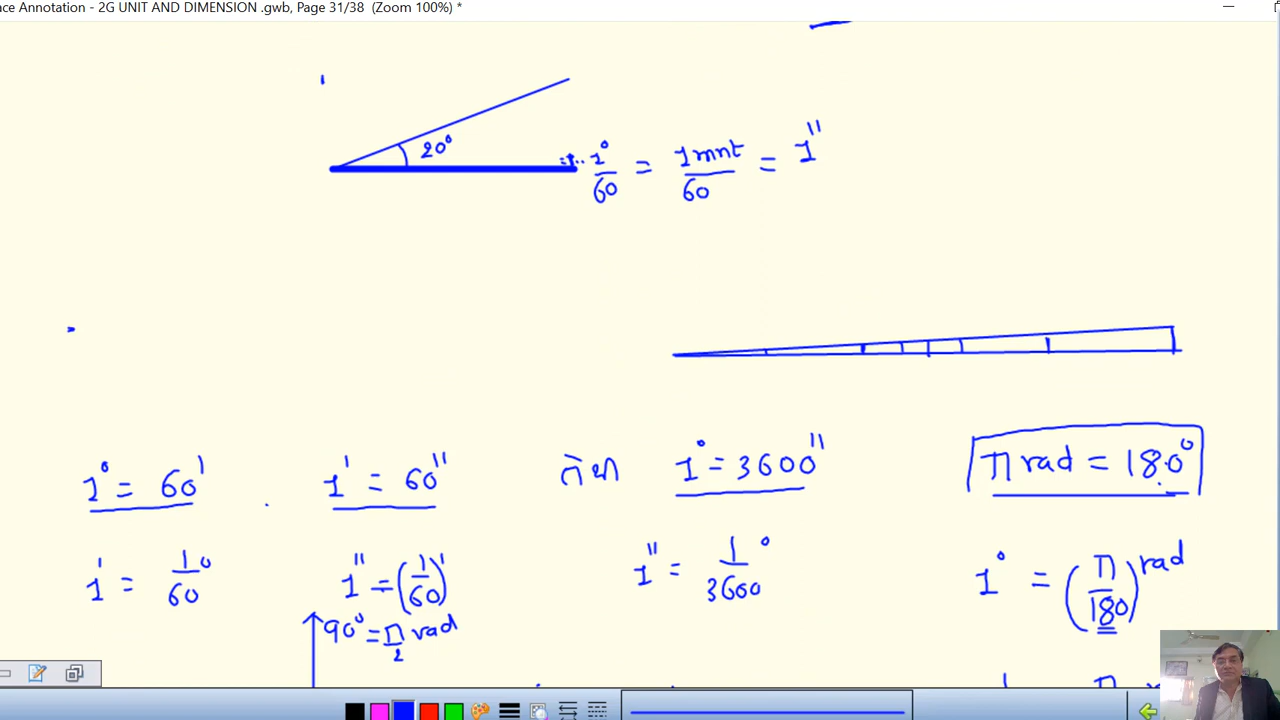 ce Annotation - 2G UNIT AND DIMENSION .gwb, Page 31/38 (Zoom 100%) *
20°
1°/60 = 1mnt/60 = 1"
1° = 60' 1' = 60" 1° = 3600" π rad = 180°
1' = 1/60° 1" = (1/60)' 1" = 1/3600° 1° = (π/180) rad
90° = π/2 rad